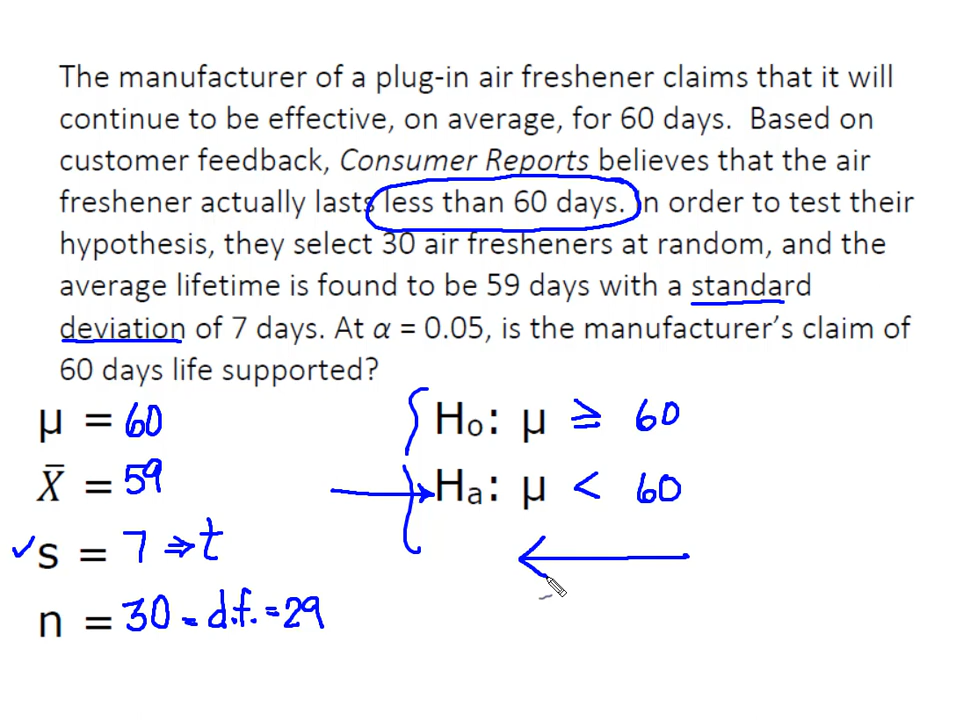 The manufacturer of a plug-in air freshener claims that it will
continue to be effective, on average, for 60 days. Based on
customer feedback, Consumer Reports believes that the air
freshener actually lasts less than 60 days. In order to test their
hypothesis, they select 30 air fresheners at random, and the
average lifetime is found to be 59 days with a standard
deviation of 7 days. At α = 0.05, is the manufacturer’s claim of
60 days life supported?
μ = 60
X̄ = 59
✓ s = 7 ⇒ t
n = 30 - d.f. = 29
H₀: μ ≥ 60
Hₐ: μ < 60